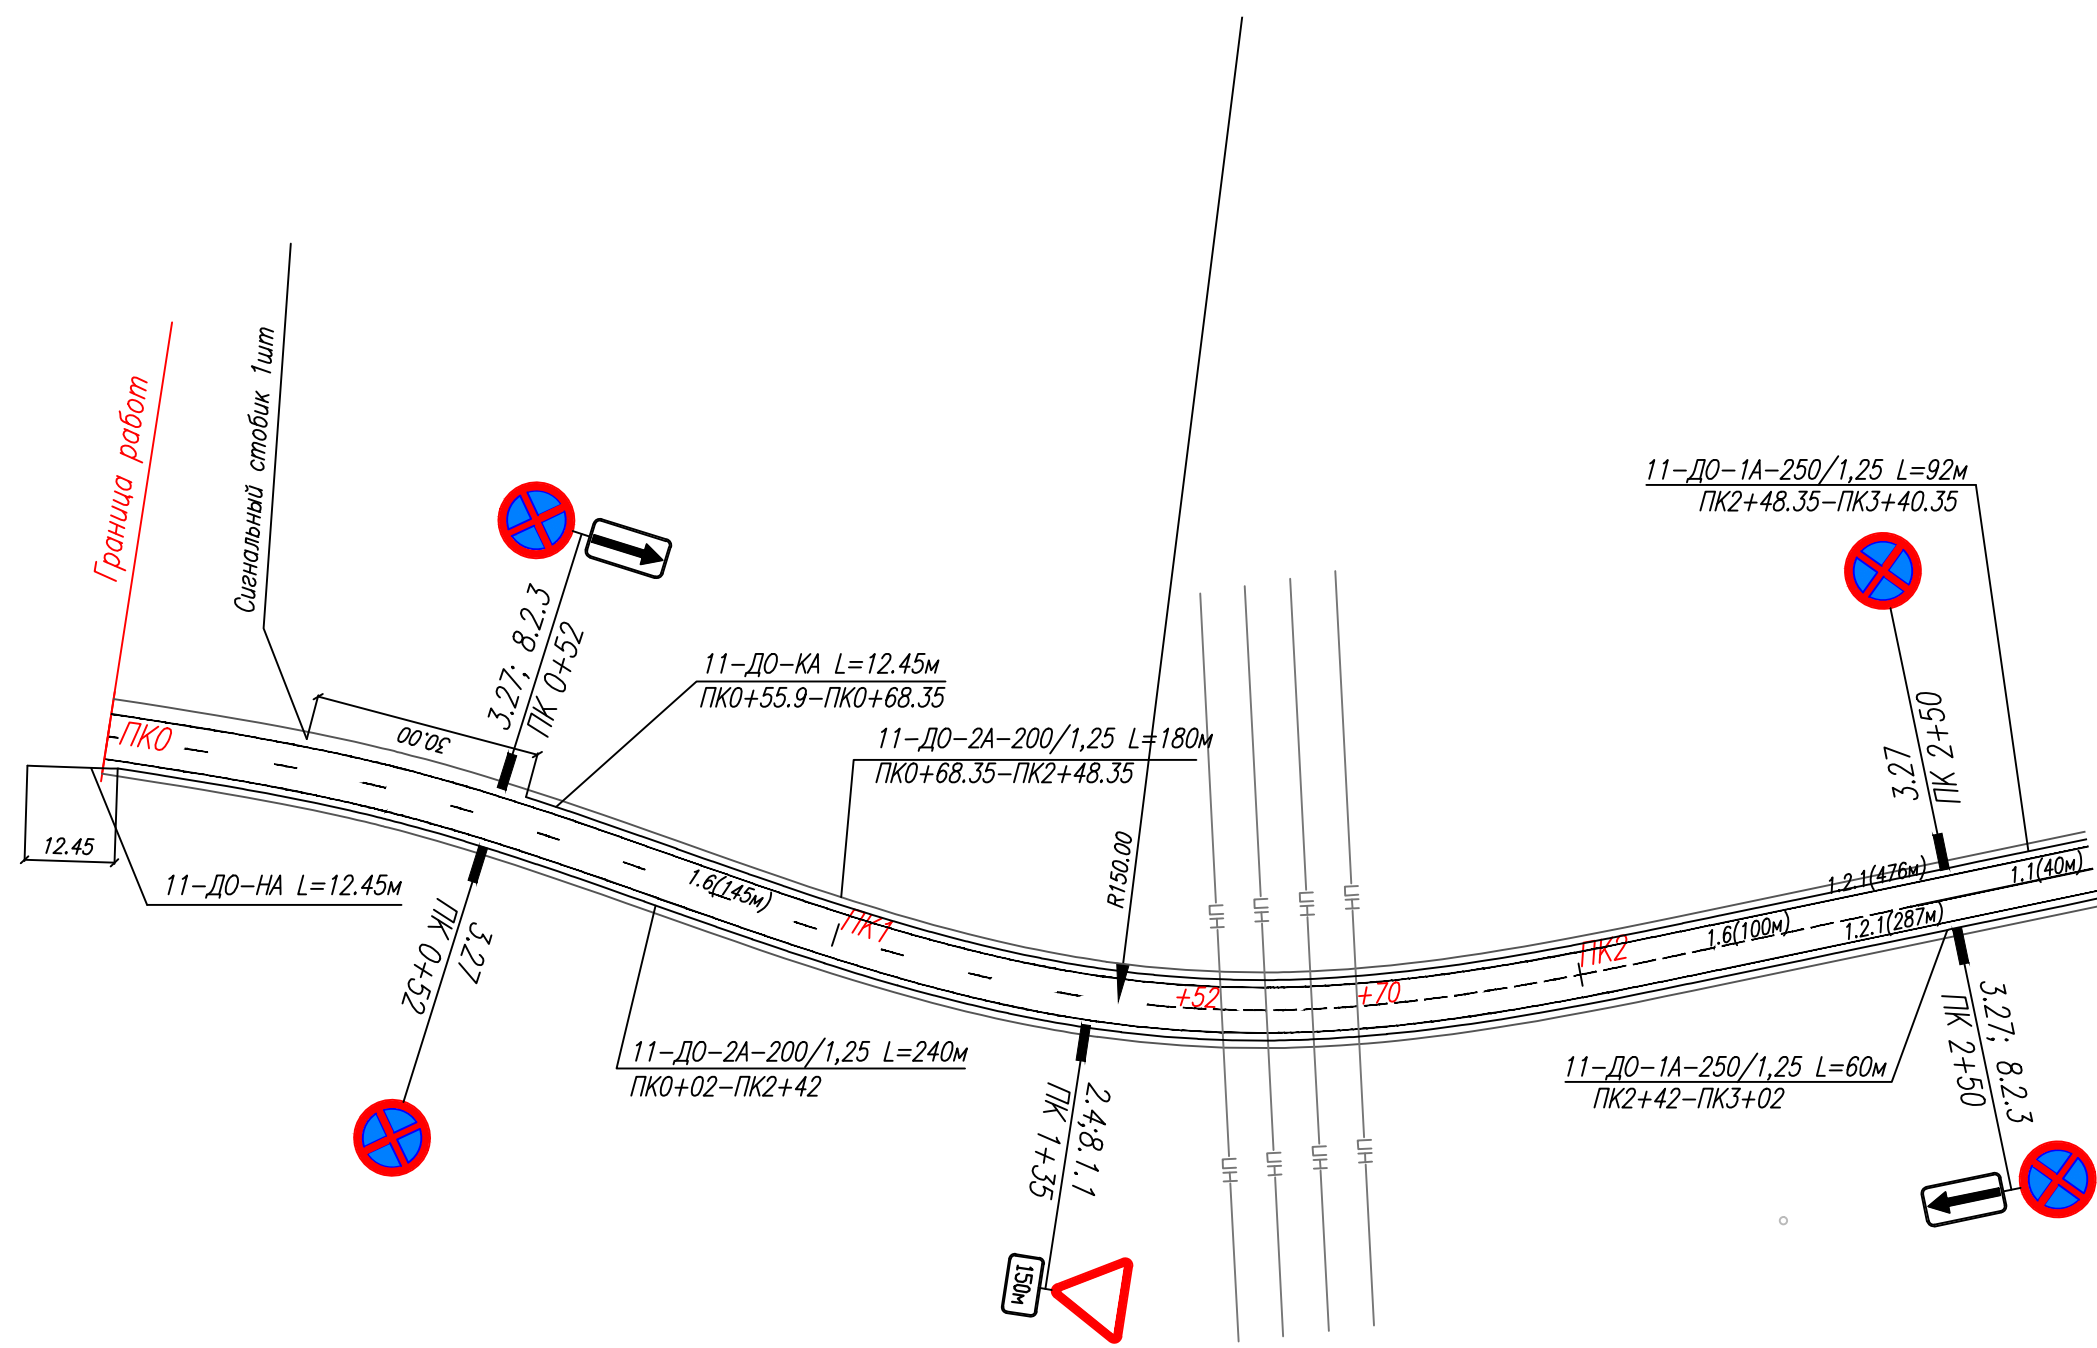 Граница работ
Сигнальный стобик 1шт
3.27; 8.2.3
ПК 0+52
11-ДО-КА L=12.45м
ПК0+55.9-ПК0+68.35
11-ДО-2А-200/1,25 L=180м
ПК0+68.35-ПК2+48.35
R150.00
11-ДО-1А-250/1,25 L=92м
ПК2+48.35-ПК3+40.35
3.27
ПК 2+50
ПК0
30.00
12.45
11-ДО-НА L=12.45м
1.6(145м)
ПК1
+52
+70
ПК2
1.6(100м)
1.2.1(476м)
1.2.1(287м)
1.1(40м)
3.27
ПК 0+52
11-ДО-2А-200/1,25 L=240м
ПК0+02-ПК2+42
2.4;8.1.1
ПК 1+35
150м
11-ДО-1А-250/1,25 L=60м
ПК2+42-ПК3+02
3.27; 8.2.3
ПК 2+50